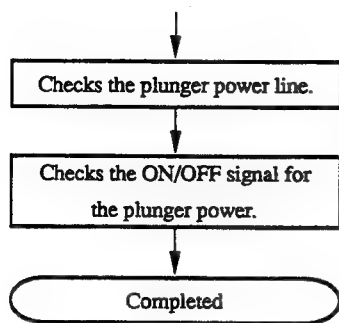 Checks the plunger power line.
Checks the ON/OFF signal for
the plunger power.
Completed